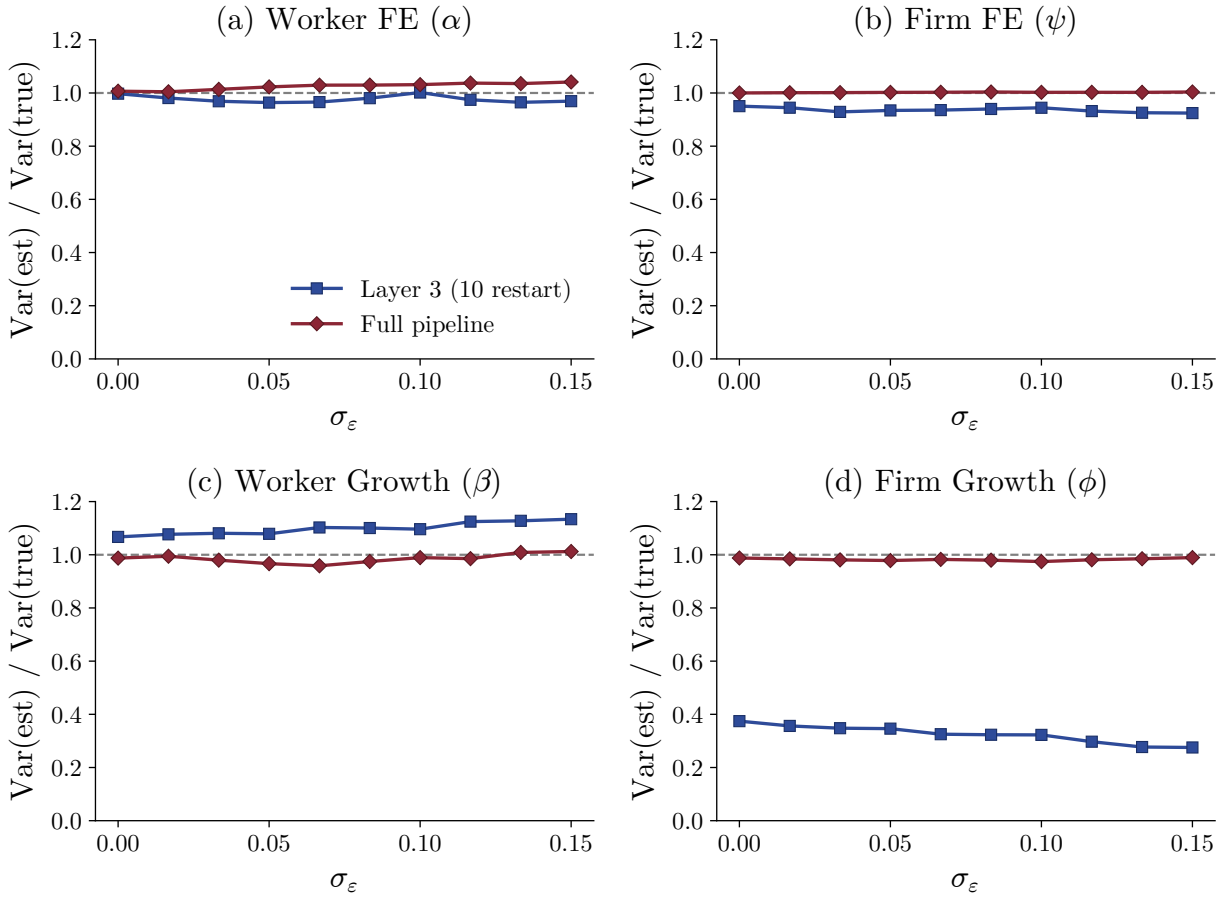 (a) Worker FE (α)
Var(est) / Var(true)
1.2
1.0
0.8
0.6
0.4
0.2
0.0
Layer 3 (10 restart)
Full pipeline
0.00 0.05 0.10 0.15
σ_ε
(b) Firm FE (ψ)
Var(est) / Var(true)
1.2
1.0
0.8
0.6
0.4
0.2
0.0
0.00 0.05 0.10 0.15
σ_ε
(c) Worker Growth (β)
Var(est) / Var(true)
1.2
1.0
0.8
0.6
0.4
0.2
0.0
0.00 0.05 0.10 0.15
σ_ε
(d) Firm Growth (ϕ)
Var(est) / Var(true)
1.2
1.0
0.8
0.6
0.4
0.2
0.0
0.00 0.05 0.10 0.15
σ_ε